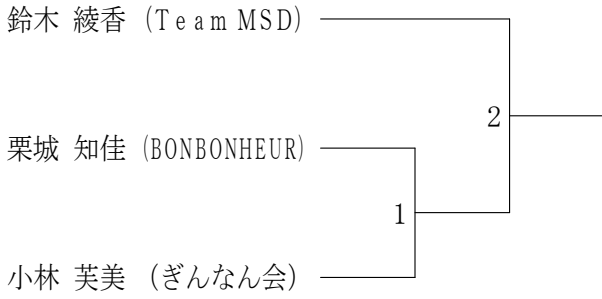 鈴木 綾香 (Team MSD)
2
栗城 知佳 (BONBONHEUR)
1
小林 芙美 (ぎんなん会)